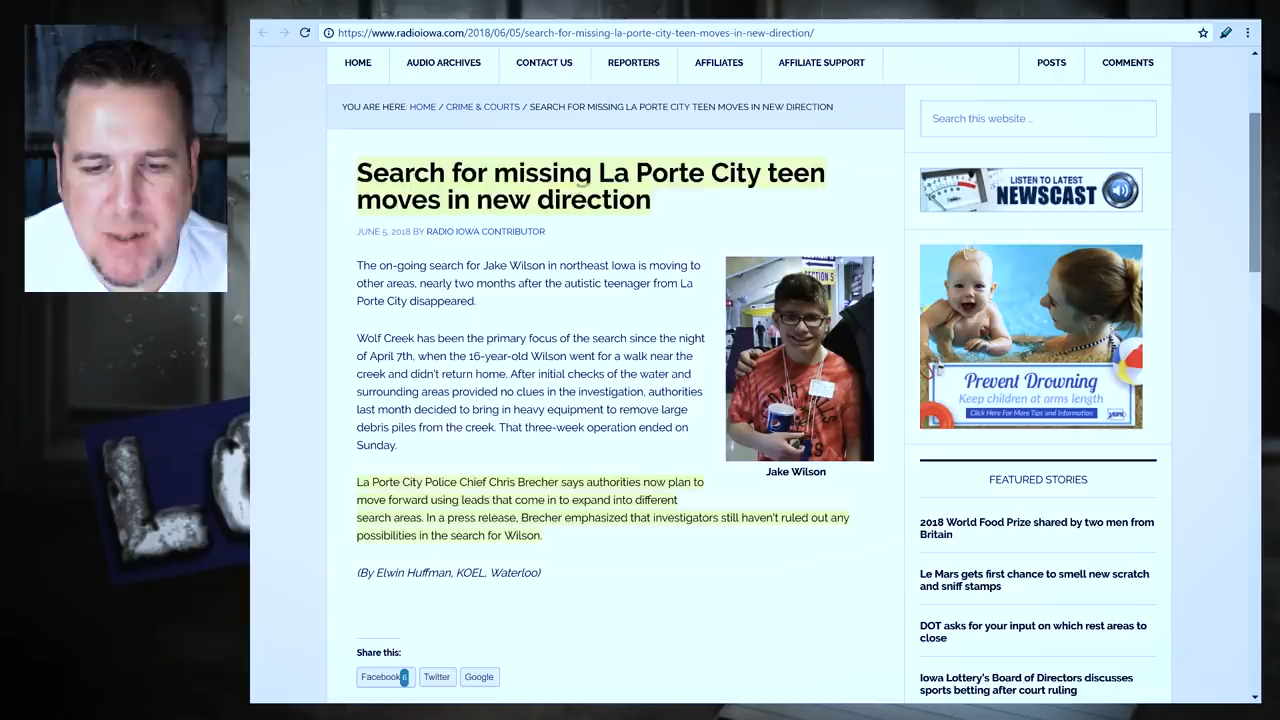 https://www.radioiowa.com/2018/06/05/search-for-missing-la-porte-city-teen-moves-in-new-direction/
HOME AUDIO ARCHIVES CONTACT US REPORTERS AFFILIATES AFFILIATE SUPPORT POSTS COMMENTS
YOU ARE HERE: HOME / CRIME & COURTS / SEARCH FOR MISSING LA PORTE CITY TEEN MOVES IN NEW DIRECTION
Search for missing La Porte City teen
moves in new direction
JUNE 5, 2018 BY RADIO IOWA CONTRIBUTOR
The on-going search for Jake Wilson in northeast Iowa is moving to
other areas, nearly two months after the autistic teenager from La
Porte City disappeared.
Wolf Creek has been the primary focus of the search since the night
of April 7th, when the 16-year-old Wilson went for a walk near the
creek and didn't return home. After initial checks of the water and
surrounding areas provided no clues in the investigation, authorities
last month decided to bring in heavy equipment to remove large
debris piles from the creek. That three-week operation ended on
Sunday.
Jake Wilson
La Porte City Police Chief Chris Brecher says authorities now plan to
move forward using leads that come in to expand into different
search areas. In a press release, Brecher emphasized that investigators still haven't ruled out any
possibilities in the search for Wilson.
(By Elwin Huffman, KOEL, Waterloo)
Share this:
Facebook 6 Twitter Google
Search this website ...
LISTEN TO LATEST
NEWSCAST
Prevent Drowning
Keep children at arms length
Click Here For More Tips and Information
FEATURED STORIES
2018 World Food Prize shared by two men from
Britain
Le Mars gets first chance to smell new scratch
and sniff stamps
DOT asks for your input on which rest areas to
close
Iowa Lottery's Board of Directors discusses
sports betting after court ruling